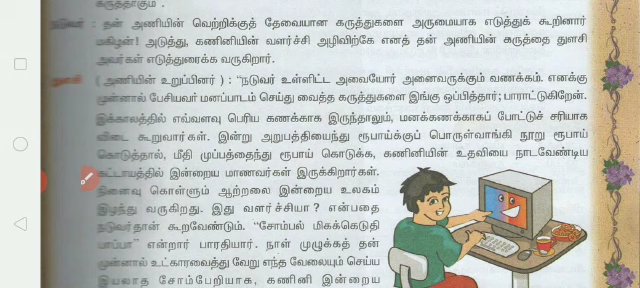 கருத்தாகும் .
நடுவர் : தன் அணியின் வெற்றிக்குத் தேவையான கருத்துகளை அருமையாக எடுத்துக் கூறினார்
மகிழன்! அடுத்து, கணினியின் வளர்ச்சி அழிவிற்கே எனத் தன் அணியின் கருத்தை துளசி
அவர்கள் எடுத்துரைக்க வருகிறார்.
துளசி ( அணியின் உறுப்பினர் ) : "நடுவர் உள்ளிட்ட அவையோர் அனைவருக்கும் வணக்கம். எனக்கு
முன்னால் பேசியவர் மனப்பாடம் செய்து வைத்த கருத்துகளை இங்கு ஒப்பித்தார்; பாராட்டுகிறேன்.
இக்காலத்தில் எவ்வளவு பெரிய கணக்காக இருந்தாலும், மனக்கணக்காகப் போட்டுச் சரியாக
விடை கூறுவார்கள். இன்று அறுபத்தியைந்து ரூபாய்க்குப் பொருள்வாங்கி நூறு ரூபாய்
கொடுத்தால், மீதி முப்பத்தைந்து ரூபாய் கொடுக்க, கணினியின் உதவியை நாடவேண்டிய
கட்டாயத்தில் இன்றைய மாணவர்கள் இருக்கிறார்கள்.
நினைவு கொள்ளும் ஆற்றலை இன்றைய உலகம்
இழந்து வருகிறது. இது வளர்ச்சியா ? என்பதை
நடுவர்தான் கூறவேண்டும். "சோம்பல் மிகக்கெடுதி
பாப்பா" என்றார் பாரதியார். நாள் முழுக்கத் தன்
முன்னால் உட்காரவைத்து வேறு எந்த வேலையும் செய்ய
இயலாத சோம்பேறியாக, கணினி இன்றைய